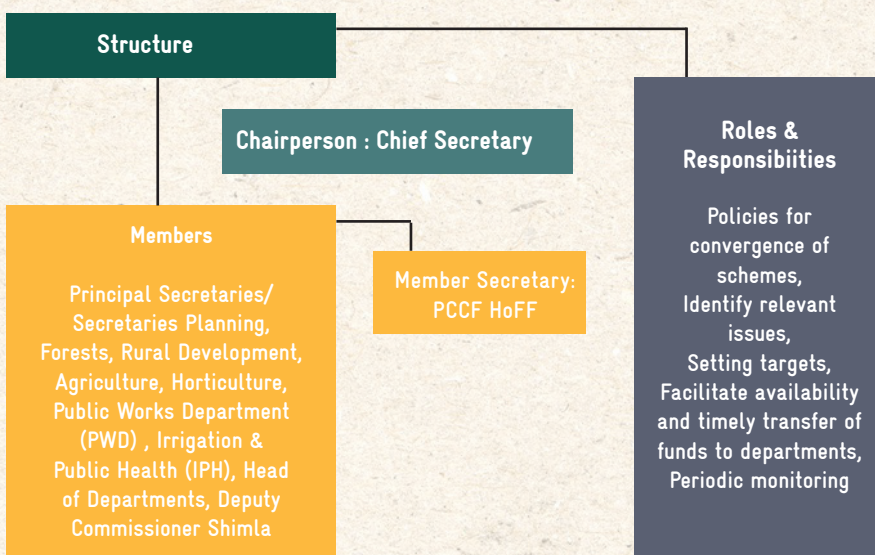 Structure
Chairperson : Chief Secretary
Members
Principal Secretaries/
Secretaries Planning,
Forests, Rural Development,
Agriculture, Horticulture,
Public Works Department
(PWD) , Irrigation &
Public Health (IPH), Head
of Departments, Deputy
Commissioner Shimla
Member Secretary:
PCCF HoFF
Roles &
Responsibiities
Policies for
convergence of
schemes,
Identify relevant
issues,
Setting targets,
Facilitate availability
and timely transfer of
funds to departments,
Periodic monitoring